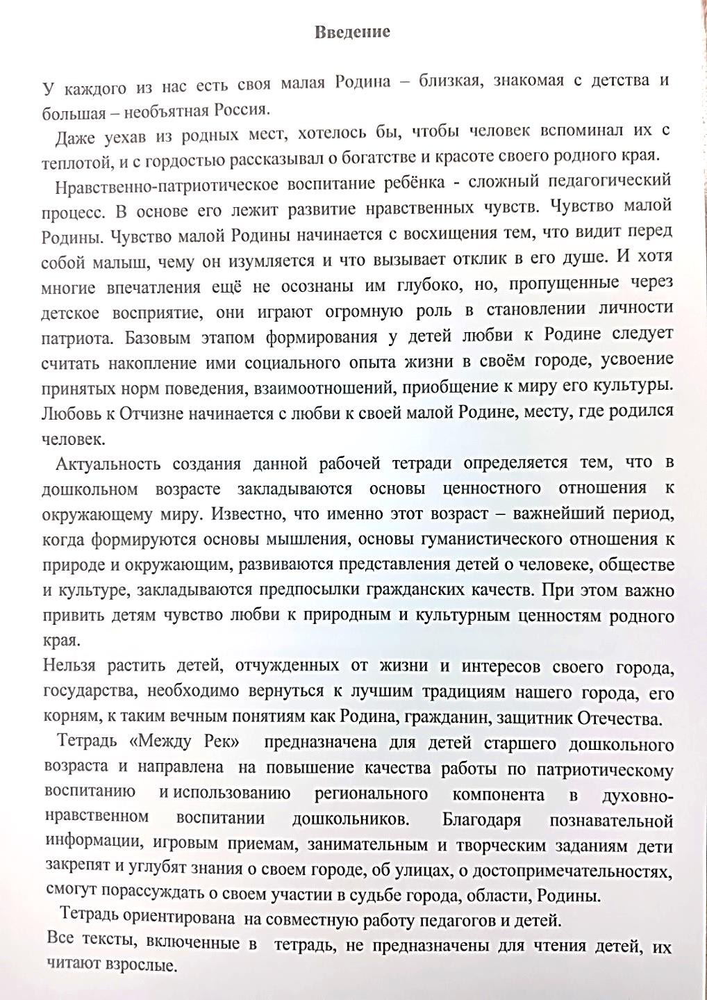 Введение
У каждого из нас есть своя малая Родина – близкая, знакомая с детства и
большая – необъятная Россия.
Даже уехав из родных мест, хотелось бы, чтобы человек вспоминал их с
теплотой, и с гордостью рассказывал о богатстве и красоте своего родного края.
Нравственно-патриотическое воспитание ребёнка - сложный педагогический
процесс. В основе его лежит развитие нравственных чувств. Чувство малой
Родины. Чувство малой Родины начинается с восхищения тем, что видит перед
собой малыш, чему он изумляется и что вызывает отклик в его душе. И хотя
многие впечатления ещё не осознаны им глубоко, но, пропущенные через
детское восприятие, они играют огромную роль в становлении личности
патриота. Базовым этапом формирования у детей любви к Родине следует
считать накопление ими социального опыта жизни в своём городе, усвоение
принятых норм поведения, взаимоотношений, приобщение к миру его культуры.
Любовь к Отчизне начинается с любви к своей малой Родине, месту, где родился
человек.
Актуальность создания данной рабочей тетради определяется тем, что в
дошкольном возрасте закладываются основы ценностного отношения к
окружающему миру. Известно, что именно этот возраст – важнейший период,
когда формируются основы мышления, основы гуманистического отношения к
природе и окружающим, развиваются представления детей о человеке, обществе
и культуре, закладываются предпосылки гражданских качеств. При этом важно
привить детям чувство любви к природным и культурным ценностям родного
края.
Нельзя растить детей, отчужденных от жизни и интересов своего города,
государства, необходимо вернуться к лучшим традициям нашего города, его
корням, к таким вечным понятиям как Родина, гражданин, защитник Отечества.
Тетрадь «Между Рек» предназначена для детей старшего дошкольного
возраста и направлена на повышение качества работы по патриотическому
воспитанию и использованию регионального компонента в духовно-
нравственном воспитании дошкольников. Благодаря познавательной
информации, игровым приемам, занимательным и творческим заданиям дети
закрепят и углубят знания о своем городе, об улицах, о достопримечательностях,
смогут порассуждать о своем участии в судьбе города, области, Родины.
Тетрадь ориентирована на совместную работу педагогов и детей.
Все тексты, включенные в тетрадь, не предназначены для чтения детей, их
читают взрослые.